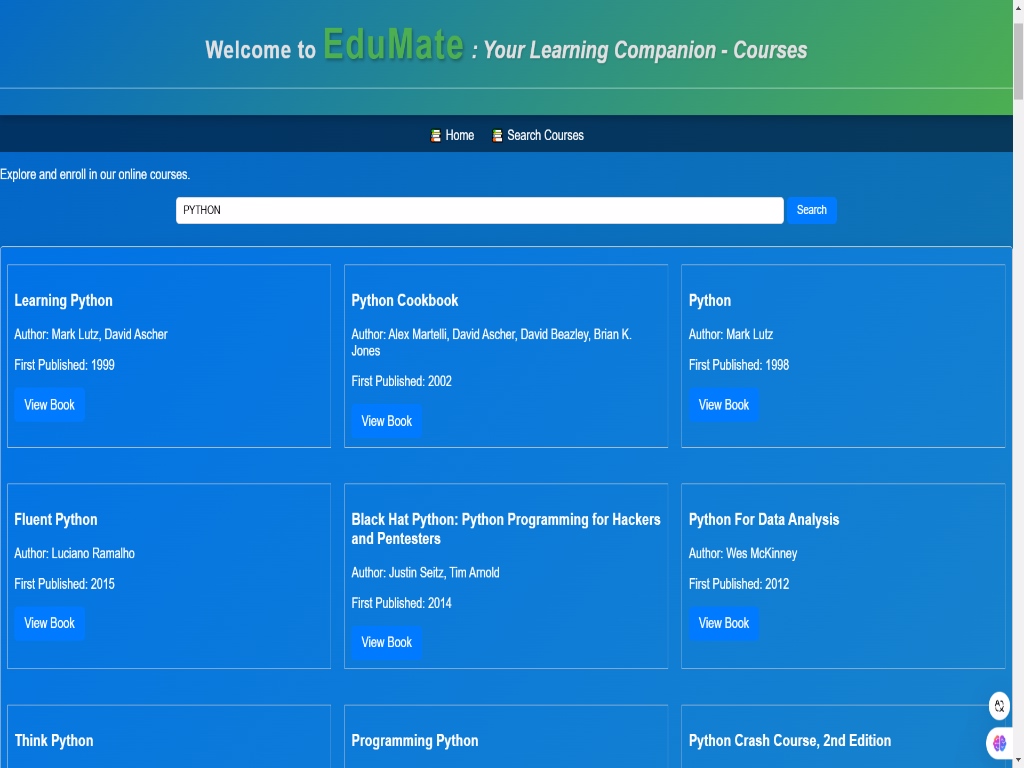 Welcome to EduMate : Your Learning Companion - Courses
Home Search Courses
Explore and enroll in our online courses.
PYTHON Search
Learning Python
Author: Mark Lutz, David Ascher
First Published: 1999
View Book
Python Cookbook
Author: Alex Martelli, David Ascher, David Beazley, Brian K.
Jones
First Published: 2002
View Book
Python
Author: Mark Lutz
First Published: 1998
View Book
Fluent Python
Author: Luciano Ramalho
First Published: 2015
View Book
Black Hat Python: Python Programming for Hackers
and Pentesters
Author: Justin Seitz, Tim Arnold
First Published: 2014
View Book
Python For Data Analysis
Author: Wes McKinney
First Published: 2012
View Book
Think Python
Programming Python
Python Crash Course, 2nd Edition